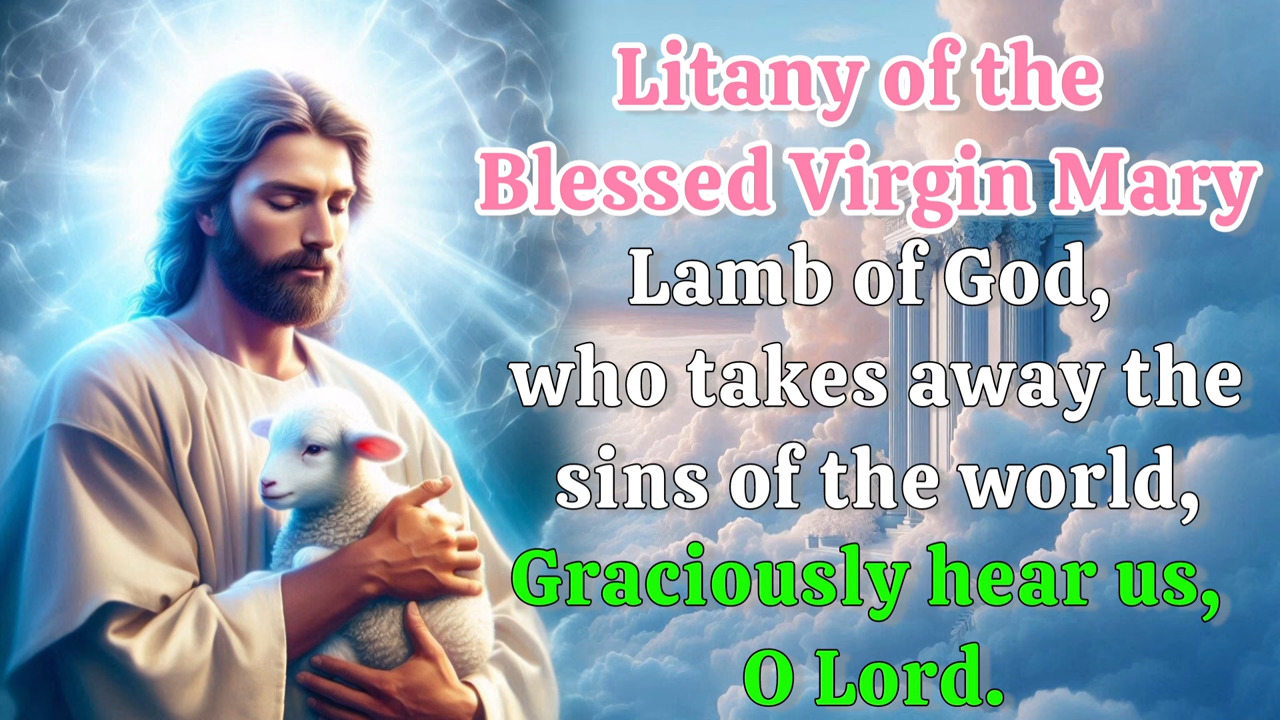 Litany of the
Blessed Virgin Mary
Lamb of God,
who takes away the
sins of the world,
Graciously hear us,
O Lord.